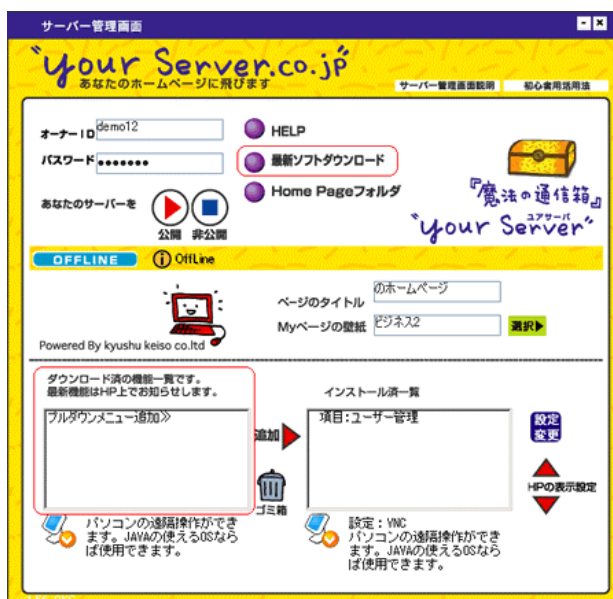 サーバー管理画面
"Your Server.co.jp"
あなたのホームページに飛びます
サーバー管理画面説明 初心者用活用法
オーナーID demo12
HELP
パスワード •••••••
最新ソフトダウンロード
Home Pageフォルダ
あなたのサーバーを
公開 非公開
『魔法の通信箱』
ユアサーバ
"Your Server"
OFFLINE OffLine
ページのタイトル のホームページ
Myページの壁紙 ビジネス2 選択▶
Powered By kyushu keiso co.ltd
ダウンロード済の機能一覧です。
最新機能はHP上でお知らせします。
インストール済一覧
プルダウンメニュー追加≫
追加
項目:ユーザー管理
設定
変更
ゴミ箱
HPの表示設定
パソコンの遠隔操作ができ
ます。JAVAの使えるOSなら
ば使用できます。
設定:VNC
パソコンの遠隔操作ができ
ます。JAVAの使えるOSなら
ば使用できます。